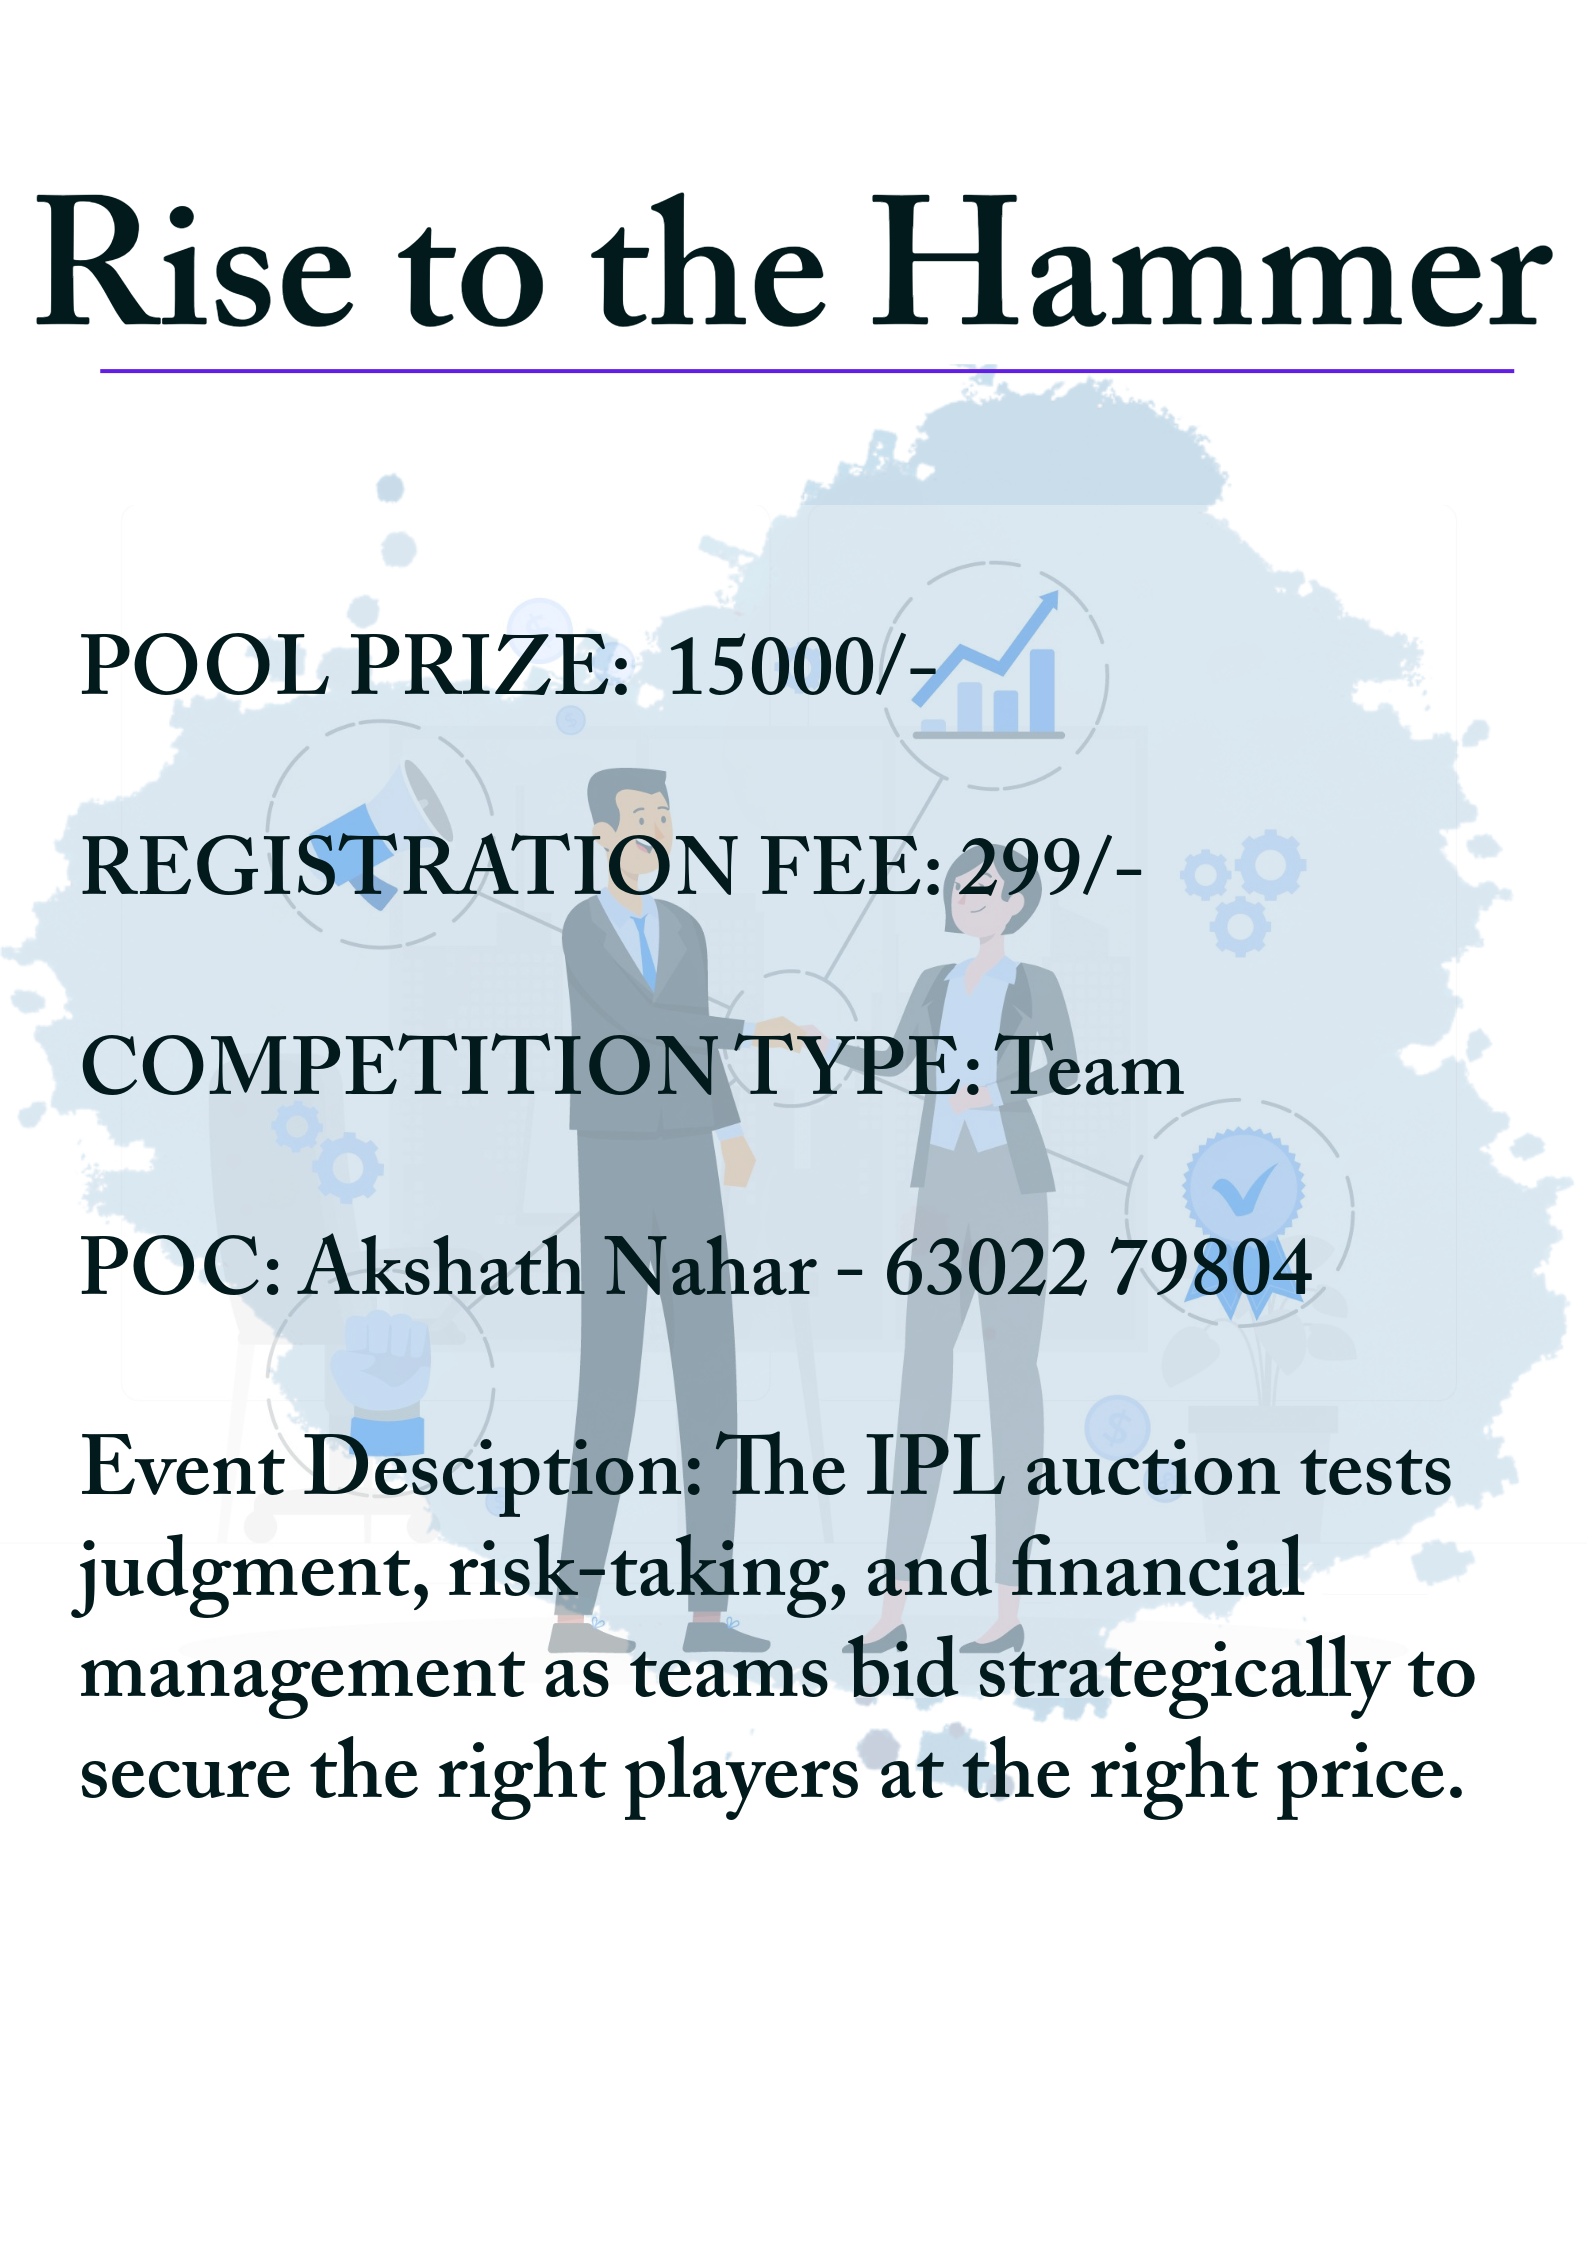 Rise to the Hammer
POOL PRIZE: 15000/-
REGISTRATION FEE: 299/-
COMPETITION TYPE: Team
POC: Akshath Nahar - 63022 79804
Event Desciption: The IPL auction tests
judgment, risk-taking, and financial
management as teams bid strategically to
secure the right players at the right price.